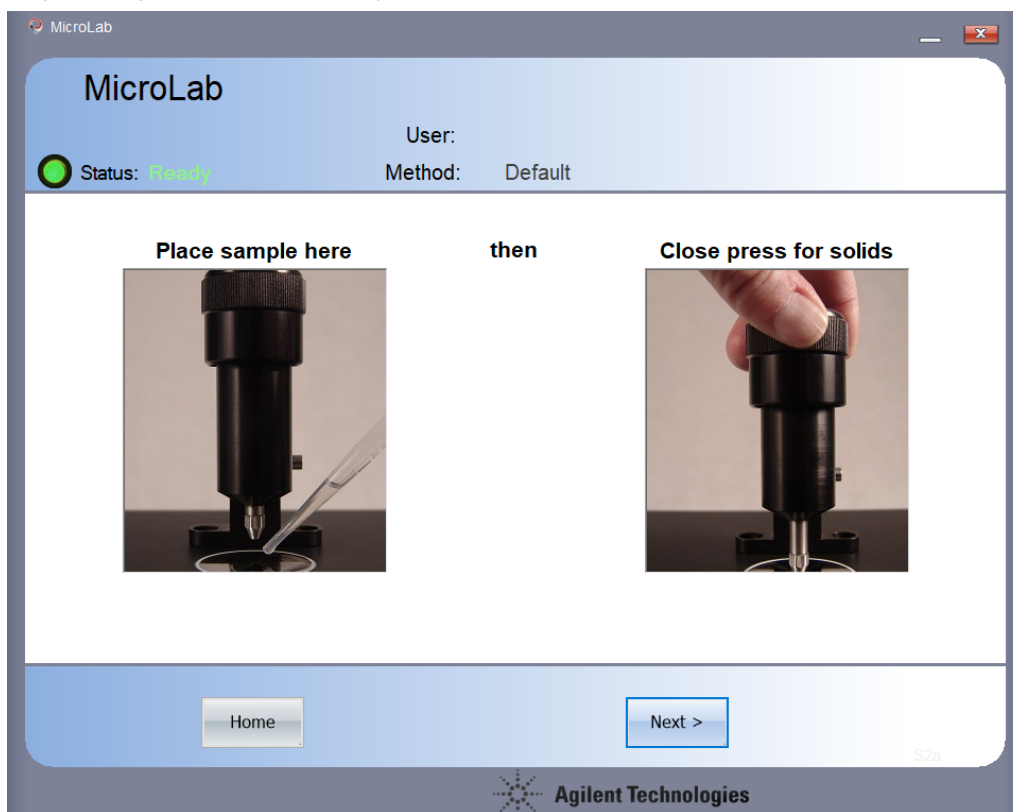 MicroLab
MicroLab
User:
Status: Ready
Method: Default
Place sample here
then
Close press for solids
Home
Next >
S2a
Agilent Technologies